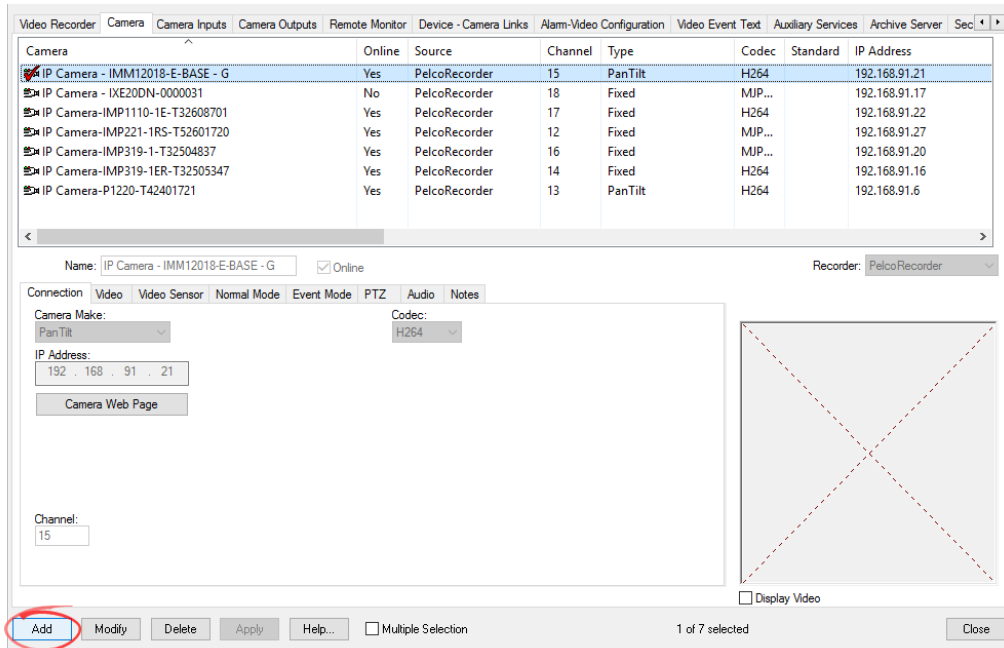 Video Recorder Camera Camera Inputs Camera Outputs Remote Monitor Device - Camera Links Alarm-Video Configuration Video Event Text Auxiliary Services Archive Server Sec
Camera Online Source Channel Type Codec Standard IP Address
IP Camera - IMM12018-E-BASE - G Yes PelcoRecorder 15 PanTilt H264 192.168.91.21
IP Camera - IXE20DN-0000031 No PelcoRecorder 18 Fixed MJP... 192.168.91.17
IP Camera-IMP1110-1E-T32608701 Yes PelcoRecorder 17 Fixed H264 192.168.91.22
IP Camera-IMP221-1RS-T52601720 Yes PelcoRecorder 12 Fixed MJP... 192.168.91.27
IP Camera-IMP319-1-T32504837 Yes PelcoRecorder 16 Fixed MJP... 192.168.91.20
IP Camera-IMP319-1ER-T32505347 Yes PelcoRecorder 14 Fixed H264 192.168.91.16
IP Camera-P1220-T42401721 Yes PelcoRecorder 13 PanTilt H264 192.168.91.6
Name: IP Camera - IMM12018-E-BASE - G Online Recorder: PelcoRecorder
Connection Video Video Sensor Normal Mode Event Mode PTZ Audio Notes
Camera Make: Codec:
PanTilt H264
IP Address:
192 . 168 . 91 . 21
Camera Web Page
Channel:
15
Display Video
Add Modify Delete Apply Help... Multiple Selection 1 of 7 selected Close